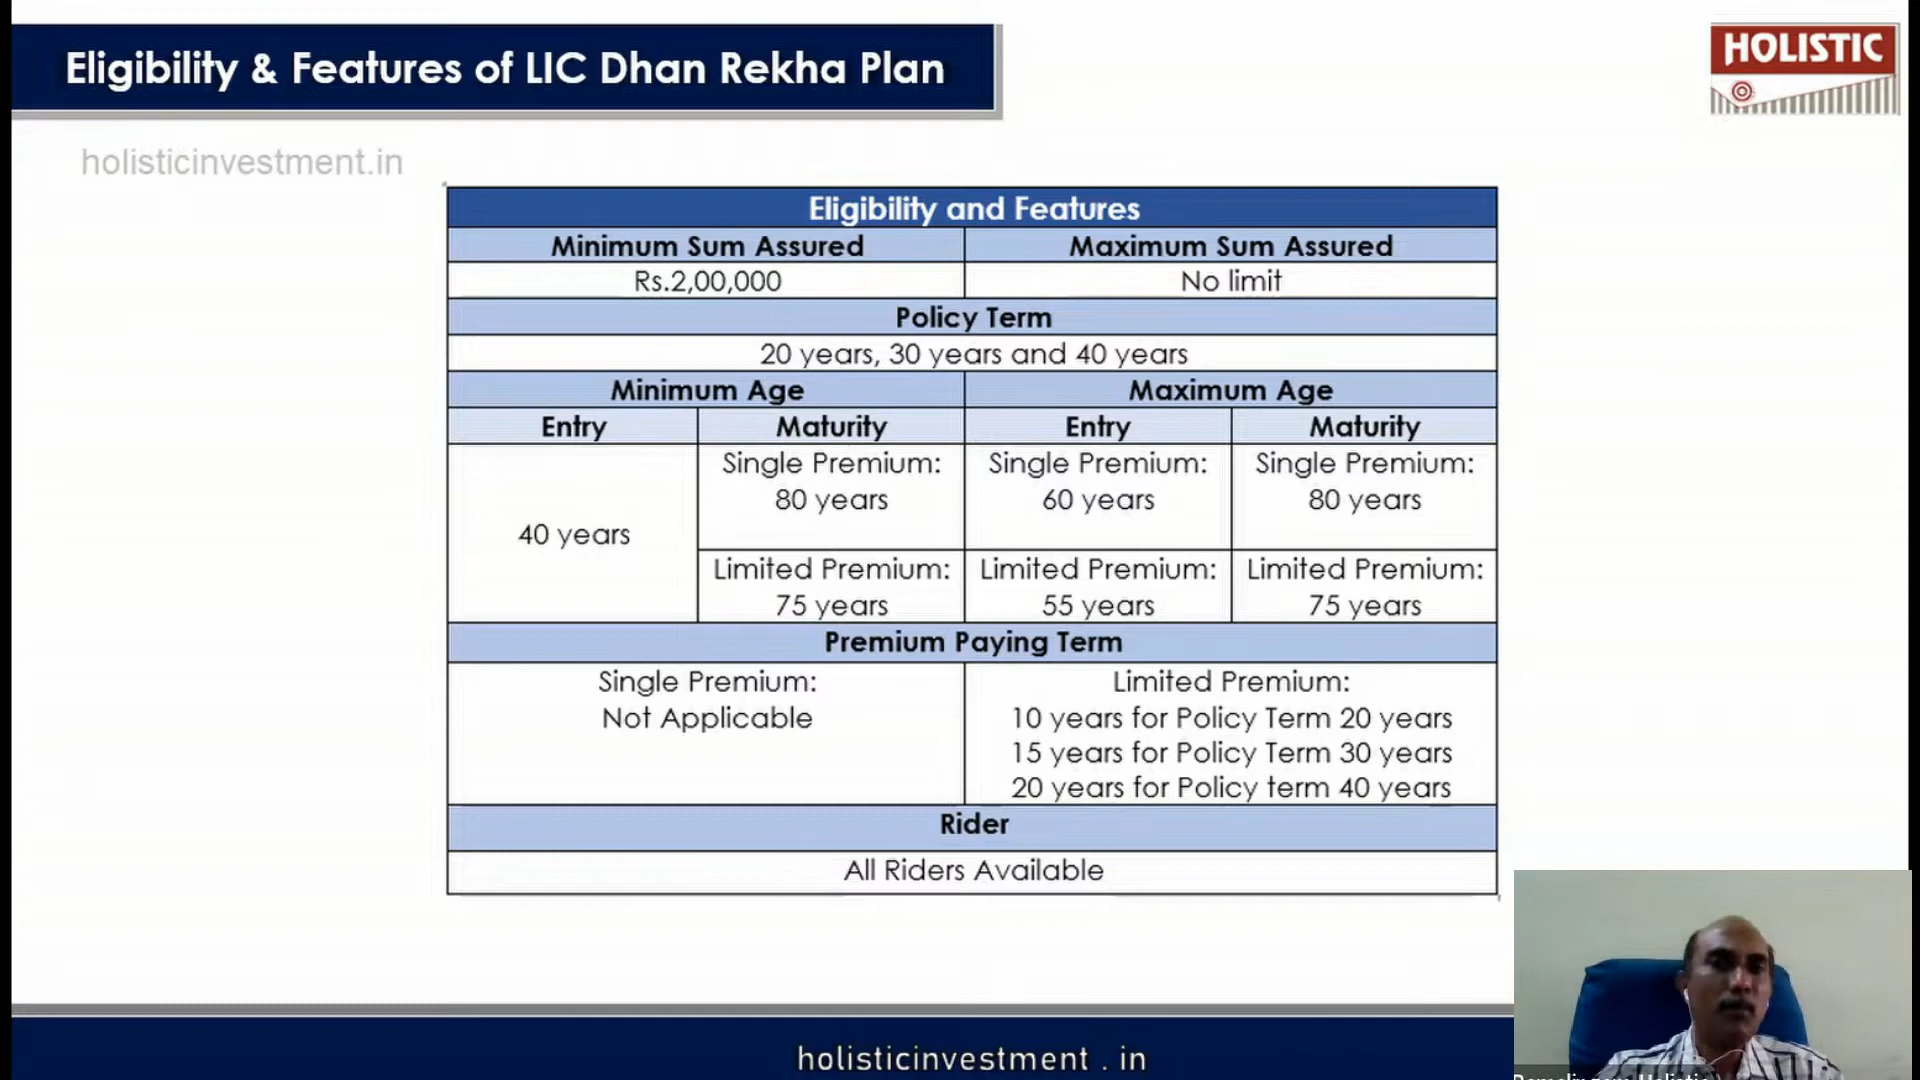 Eligibility & Features of LIC Dhan Rekha Plan
HOLISTIC
holisticinvestment.in
Eligibility and Features
Minimum Sum Assured
Maximum Sum Assured
Rs.2,00,000
No limit
Policy Term
20 years, 30 years and 40 years
Minimum Age
Maximum Age
Entry
Maturity
Entry
Maturity
40 years
Single Premium:
80 years
Single Premium:
60 years
Single Premium:
80 years
Limited Premium:
75 years
Limited Premium:
55 years
Limited Premium:
75 years
Premium Paying Term
Single Premium:
Not Applicable
Limited Premium:
10 years for Policy Term 20 years
15 years for Policy Term 30 years
20 years for Policy term 40 years
Rider
All Riders Available
holisticinvestment . in